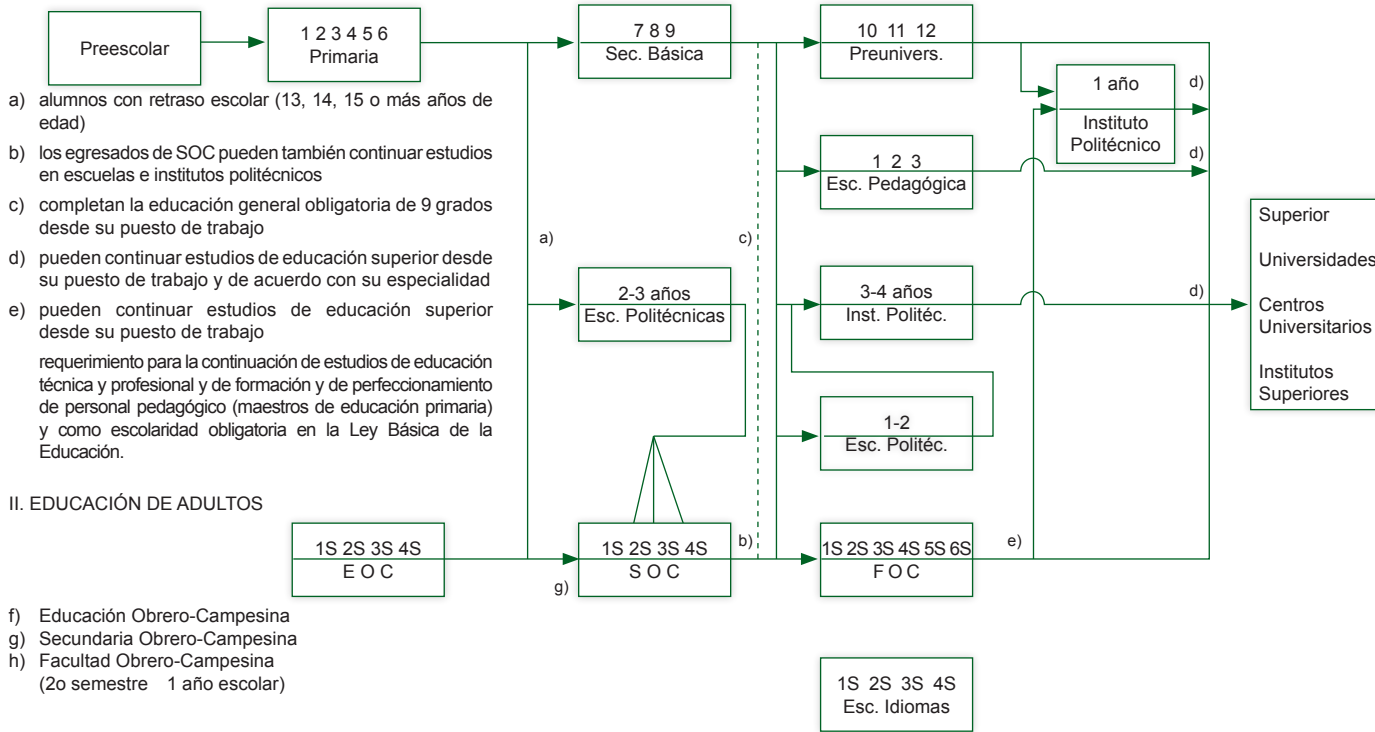 Preescolar
1 2 3 4 5 6
Primaria
7 8 9
Sec. Básica
10 11 12
Preunivers.
1 año
Instituto
Politécnico
d)
a) alumnos con retraso escolar (13, 14, 15 o más años de
edad)
b) los egresados de SOC pueden también continuar estudios
en escuelas e institutos politécnicos
c) completan la educación general obligatoria de 9 grados
desde su puesto de trabajo
d) pueden continuar estudios de educación superior desde
su puesto de trabajo y de acuerdo con su especialidad
e) pueden continuar estudios de educación superior
desde su puesto de trabajo
requerimiento para la continuación de estudios de educación
técnica y profesional y de formación y de perfeccionamiento
de personal pedagógico (maestros de educación primaria)
y como escolaridad obligatoria en la Ley Básica de la
Educación.
1 2 3
Esc. Pedagógica
d)
a)
c)
2-3 años
Esc. Politécnicas
3-4 años
Inst. Politéc.
d)
Superior
Universidades
Centros
Universitarios
Institutos
Superiores
1-2
Esc. Politéc.
II. EDUCACIÓN DE ADULTOS
1S 2S 3S 4S
E O C
g)
1S 2S 3S 4S
S O C
b)
1S 2S 3S 4S 5S 6S
F O C
e)
f) Educación Obrero-Campesina
g) Secundaria Obrero-Campesina
h) Facultad Obrero-Campesina
(2o semestre 1 año escolar)
1S 2S 3S 4S
Esc. Idiomas